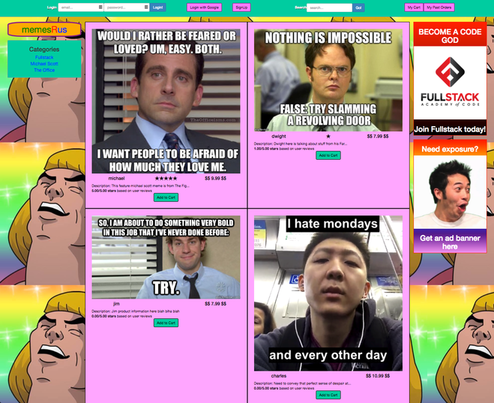 Login: email... password... Login!
Login with Google
SignUp
Search search... Go!
My Cart
My Past Orders
memesRus
Categories
Fullstack
Michael Scott
The Office
WOULD I RATHER BE FEARED OR
LOVED? UM, EASY. BOTH.
I WANT PEOPLE TO BE AFRAID OF
HOW MUCH THEY LOVE ME.
michael ★★★★★ $$ 9.99 $$
Description: This feature michael scott meme is from The Fig...
5.00/5.00 stars based on user reviews
Add to Cart
NOTHING IS IMPOSSIBLE
FALSE. TRY SLAMMING
A REVOLVING DOOR
dwight ★ $$ 7.99 $$
Description: Dwight here is talking about stuff from his Far...
1.00/5.00 stars based on user reviews
Add to Cart
SO, I AM ABOUT TO DO SOMETHING VERY BOLD
IN THIS JOB THAT I'VE NEVER DONE BEFORE.
TRY.
jim $$ 7.99 $$
Description: Jim prezzzt information here blah blha blah
0.00/5.00 stars based on user reviews
Add to Cart
I hate mondays
and every other day
charles $$ 10.99 $$
Description: Need to convey that perfect sense of despair at...
0.00/5.00 stars based on user reviews
Add to Cart
BECOME A CODE
GOD
FULLSTACK
ACADEMY of CODE
Join Fullstack today!
Need exposure?
Get an ad banner
here